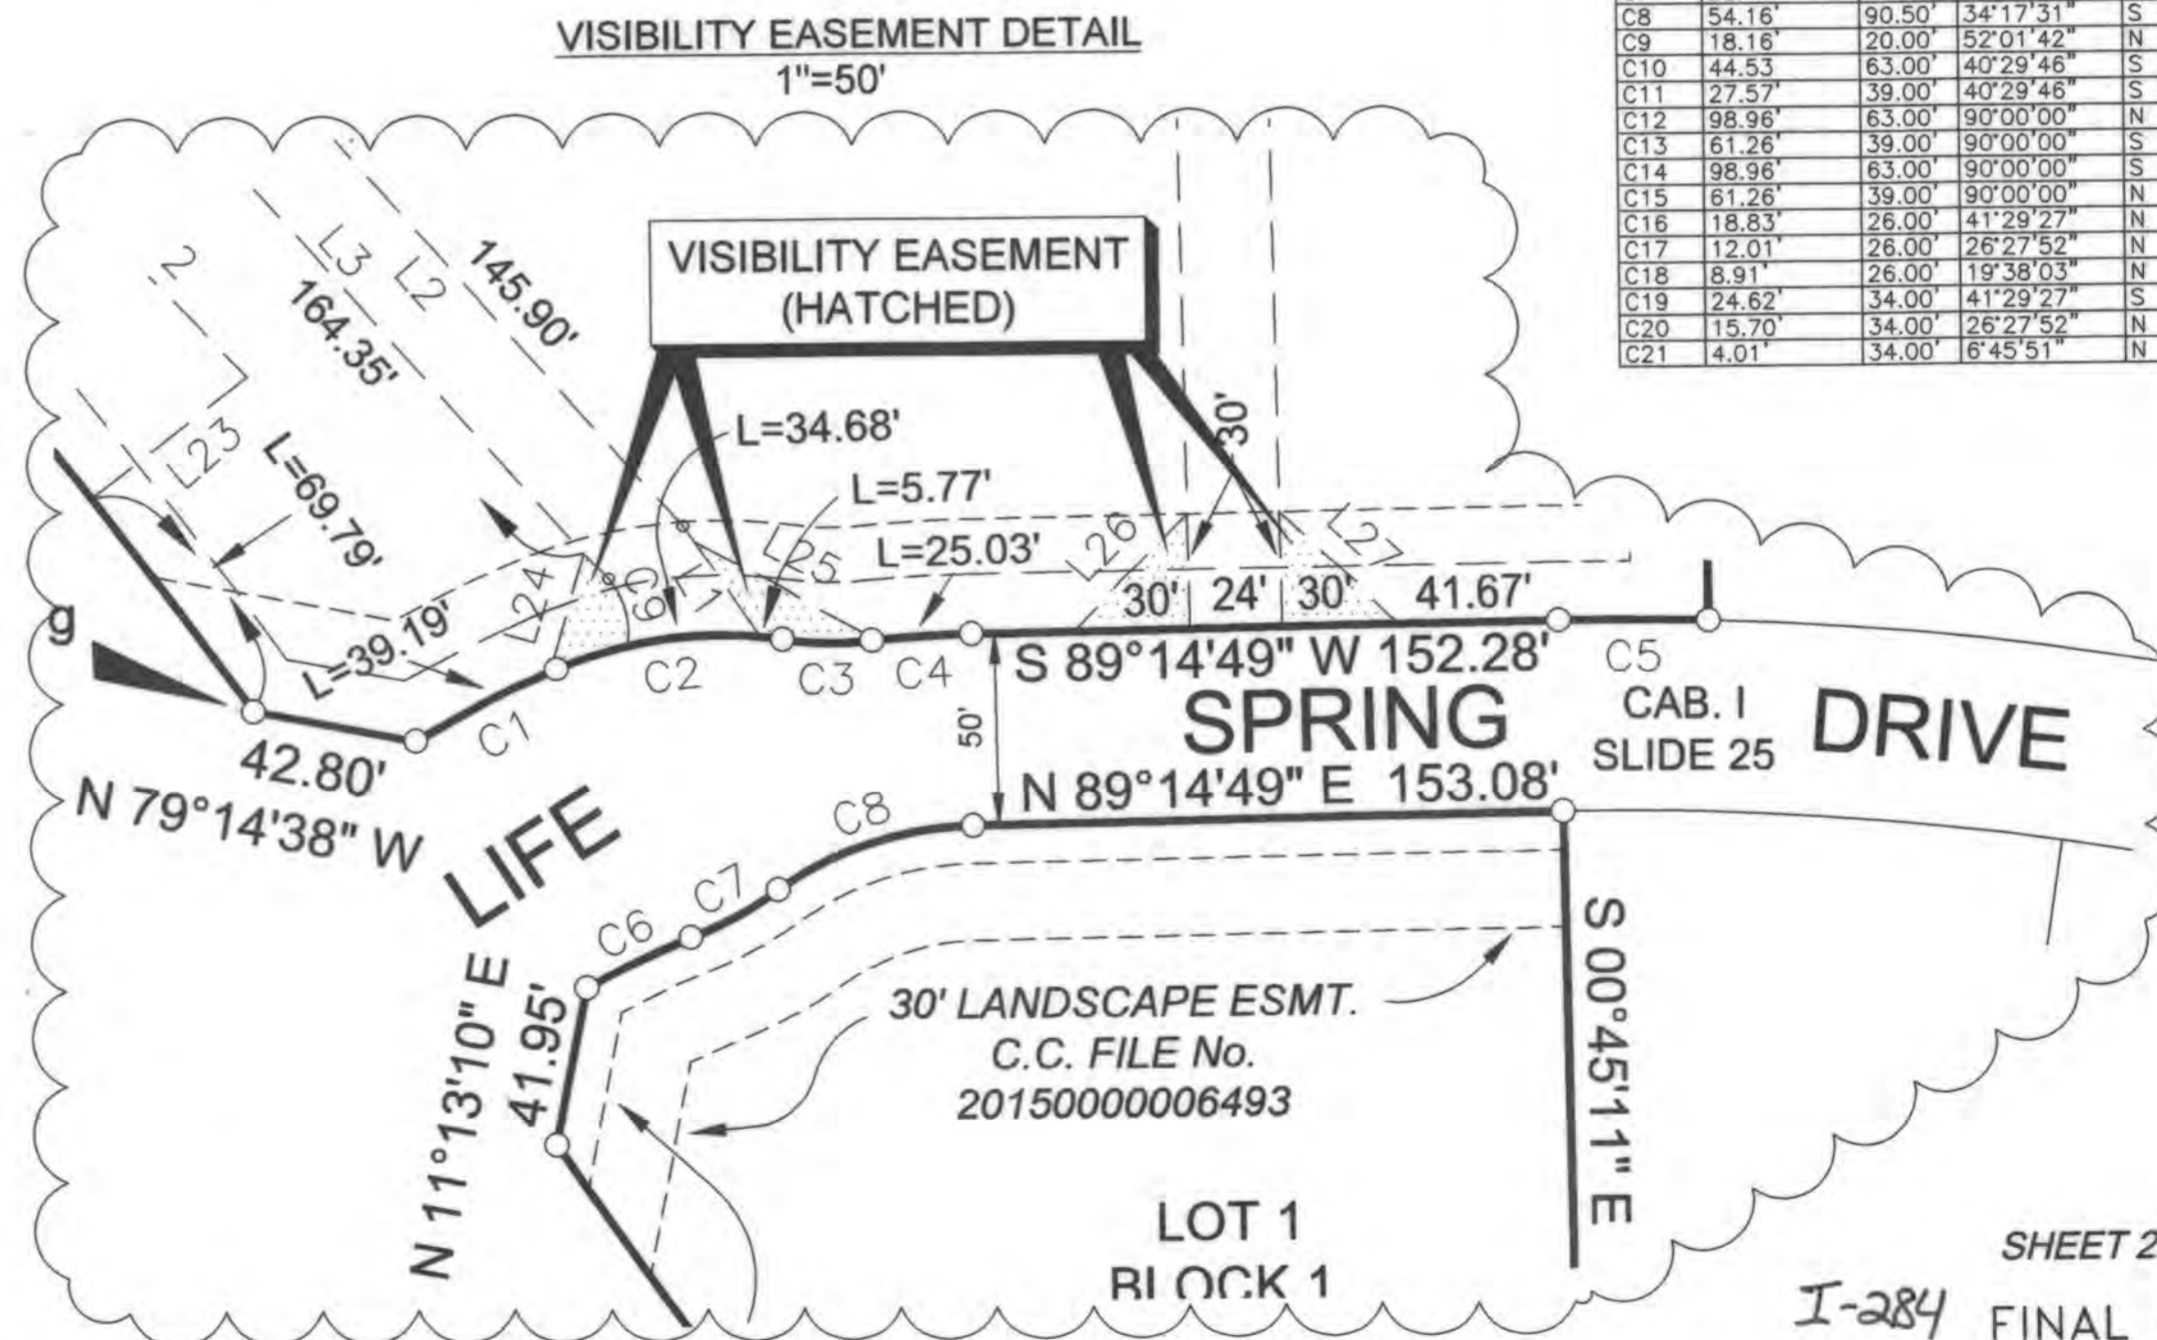 VISIBILITY EASEMENT DETAIL
1"=50'
C8 54.16' 90.50' 34°17'31" S
C9 18.16' 20.00' 52°01'42" N
C10 44.53 63.00' 40°29'46" S
C11 27.57' 39.00' 40°29'46" S
C12 98.96' 63.00' 90°00'00" N
C13 61.26' 39.00' 90°00'00" S
C14 98.96' 63.00' 90°00'00" S
C15 61.26' 39.00' 90°00'00" N
C16 18.83' 26.00' 41°29'27" N
C17 12.01' 26.00' 26°27'52" N
C18 8.91' 26.00' 19°38'03" N
C19 24.62' 34.00' 41°29'27" S
C20 15.70' 34.00' 26°27'52" N
C21 4.01' 34.00' 6°45'51" N
2
L3
L2
164.35'
145.90'
VISIBILITY EASEMENT
(HATCHED)
L23
L=69.79'
L=34.68'
L=5.77'
L=25.03'
30'
L24
C9
L1
L25
L26
L27
30'
24'
30'
41.67'
g
L=39.19'
C1
C2
C3
C4
S 89°14'49" W 152.28'
C5
42.80'
N 79°14'38" W
50'
LIFE
SPRING
DRIVE
CAB. I
SLIDE 25
N 89°14'49" E 153.08'
C8
C7
C6
N 11°13'10" E
41.95'
30' LANDSCAPE ESMT.
C.C. FILE No.
20150000006493
S 00°45'11" E
LOT 1
BLOCK 1
SHEET 2
I-284
FINAL